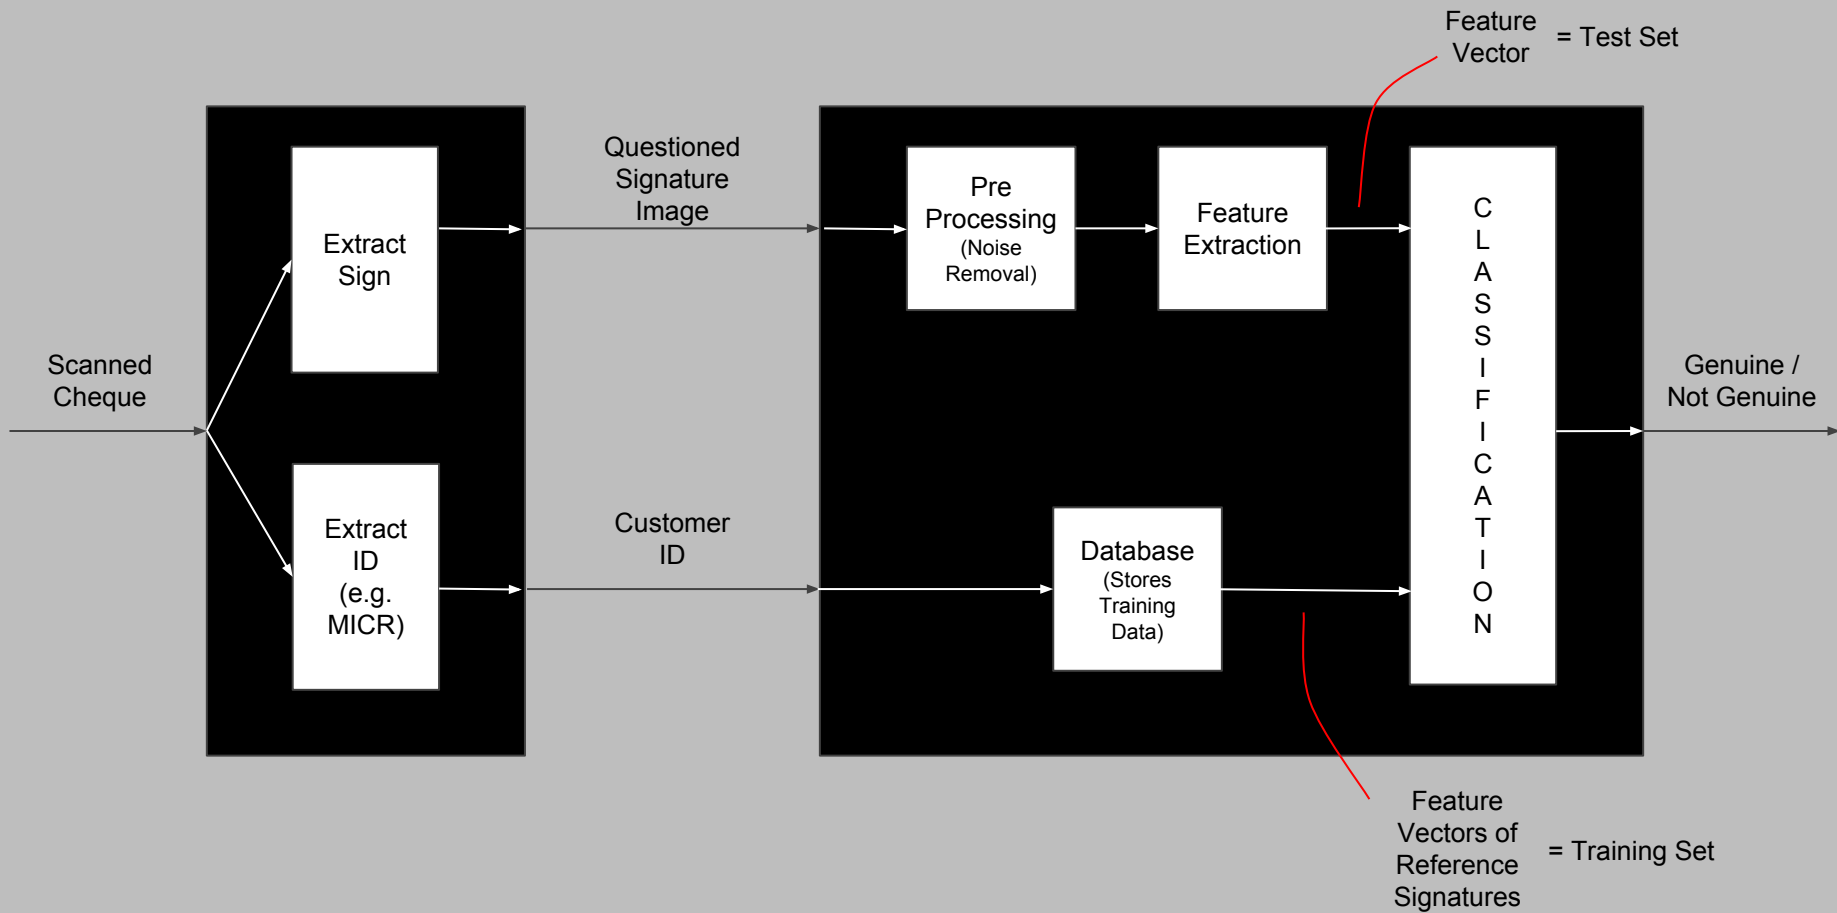 Feature
Vector
= Test Set
Questioned
Signature
Image
Extract
Sign
Pre
Processing
(Noise
Removal)
Feature
Extraction
C
L
A
S
S
I
F
I
C
A
T
I
O
N
Scanned
Cheque
Genuine /
Not Genuine
Extract
ID
(e.g.
MICR)
Customer
ID
Database
(Stores
Training
Data)
Feature
Vectors of
Reference
Signatures
= Training Set